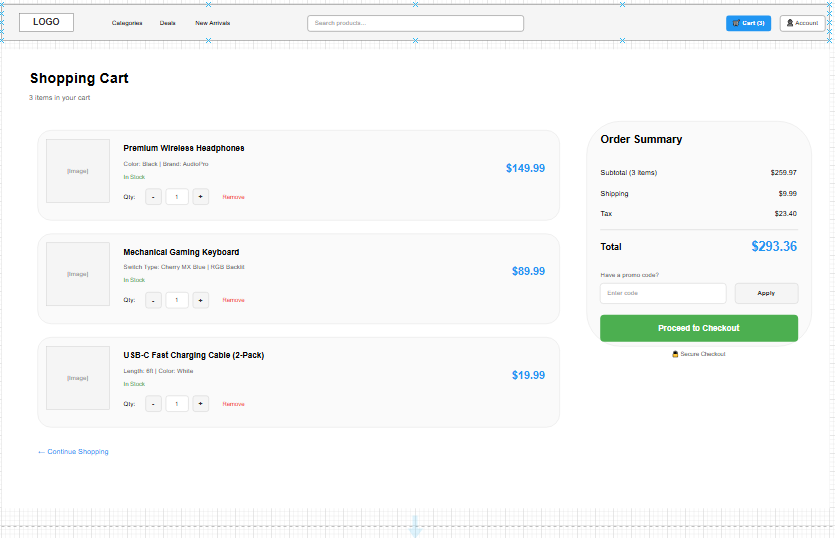 LOGO
Categories
Deals
New Arrivals
Search products...
Cart (3)
Account
Shopping Cart
3 items in your cart
[Image]
Premium Wireless Headphones
Color: Black | Brand: AudioPro
In Stock
Qty: - 1 + Remove
$149.99
[Image]
Mechanical Gaming Keyboard
Switch Type: Cherry MX Blue | RGB Backlit
In Stock
Qty: - 1 + Remove
$89.99
[Image]
USB-C Fast Charging Cable (2-Pack)
Length: 6ft | Color: White
In Stock
Qty: - 1 + Remove
$19.99
← Continue Shopping
Order Summary
Subtotal (3 items) $259.97
Shipping $9.99
Tax $23.40
Total $293.36
Have a promo code?
Enter code
Apply
Proceed to Checkout
Secure Checkout